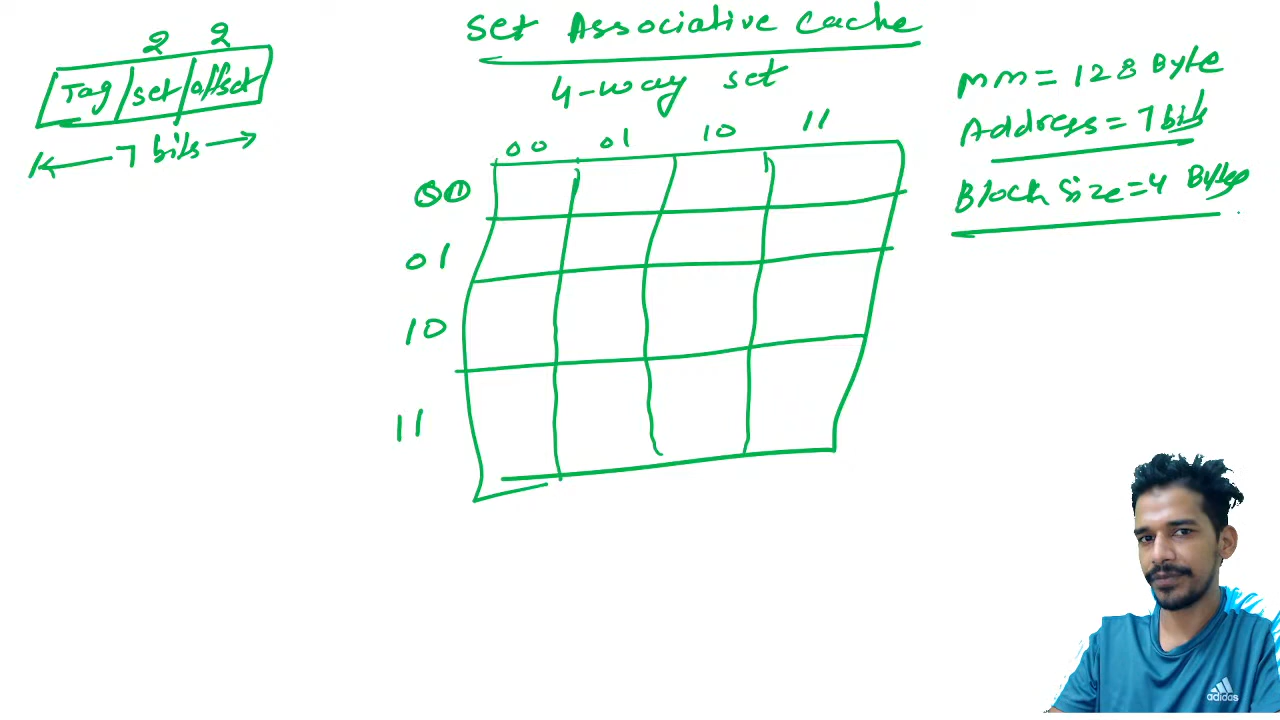 Set Associative Cache
4-way set
2 2
Tag set offset
7 bits
MM = 128 Byte
Address = 7 bits
Block Size = 4 Bytes
00 01 10 11
00
01
10
11
adidas